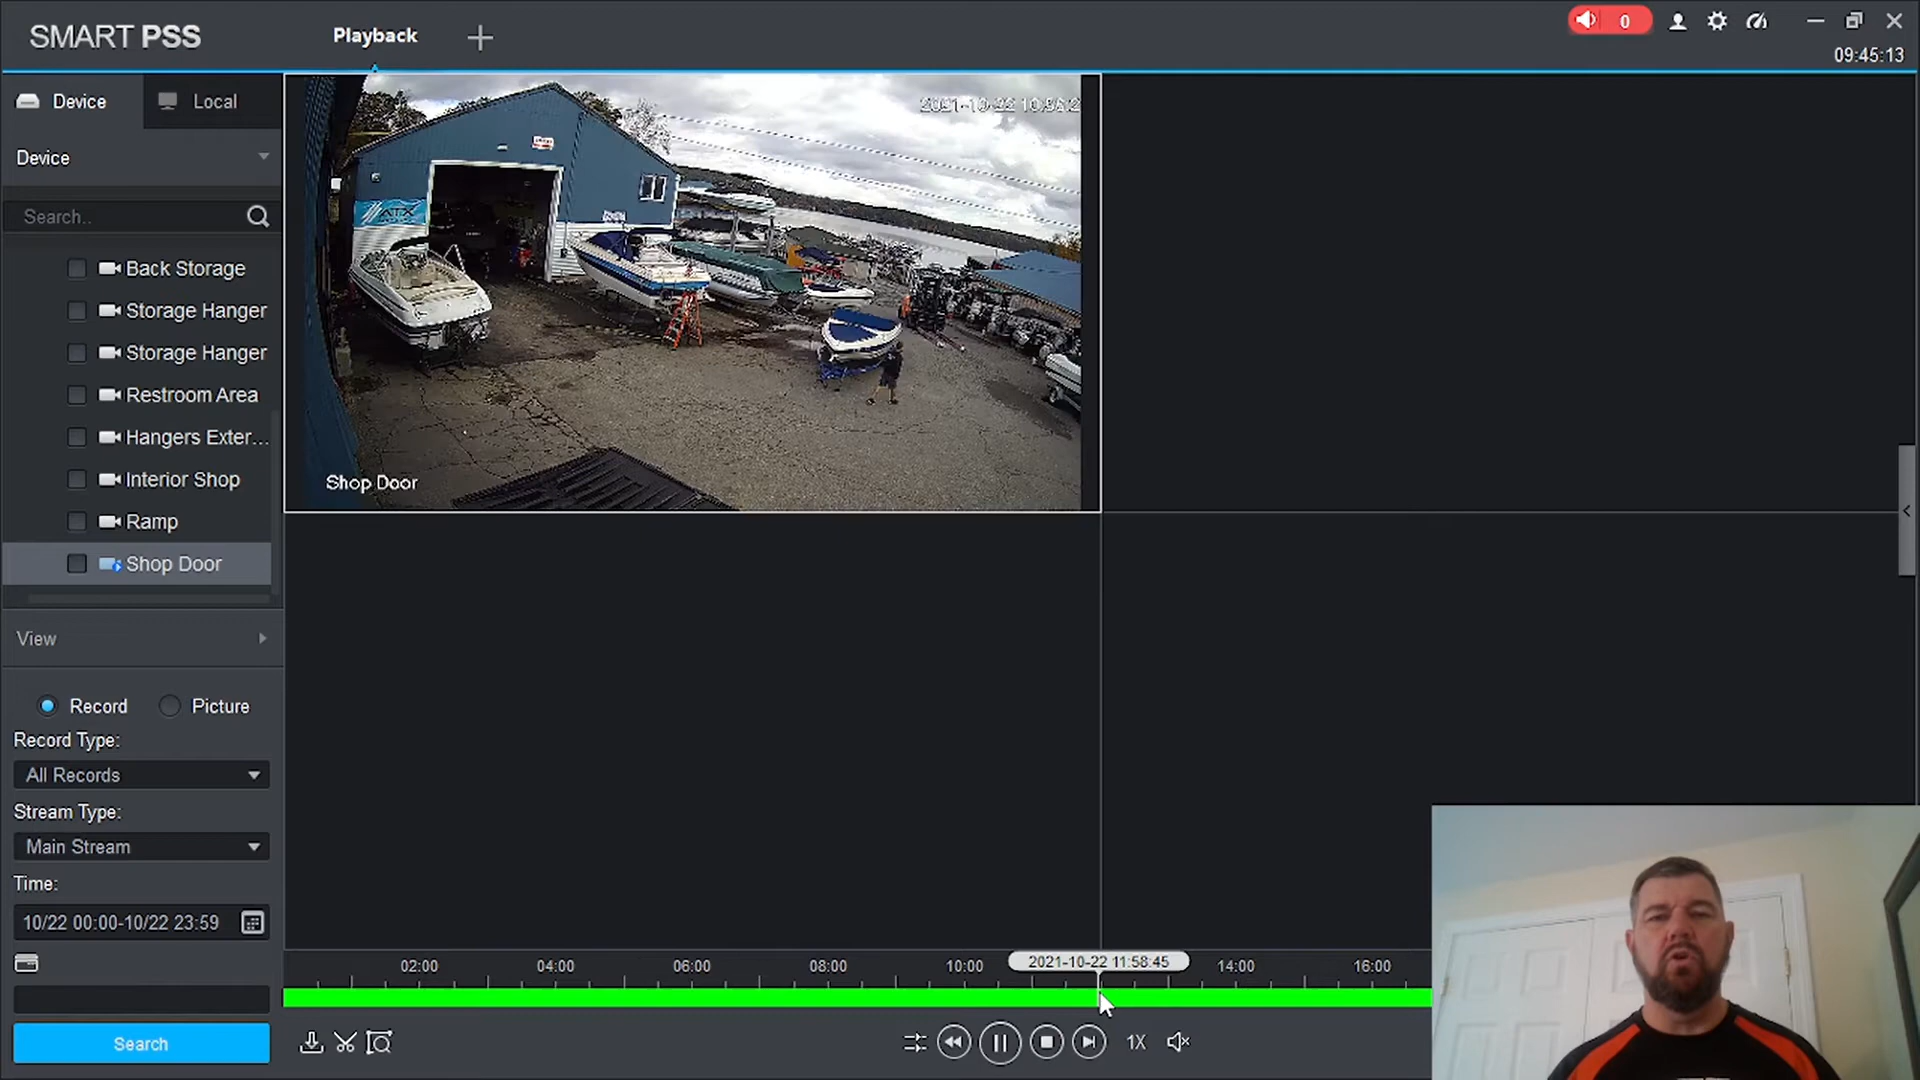 SMART PSS
Playback
0
09:45:13
Device
Local
Device
Search..
Back Storage
Storage Hanger
Storage Hanger
Restroom Area
Hangers Exter...
Interior Shop
Ramp
Shop Door
View
Record
Picture
Record Type:
All Records
Stream Type:
Main Stream
Time:
10/22 00:00-10/22 23:59
Search
ATX
Shop Door
02:00
04:00
06:00
08:00
10:00
2021-10-22 11:58:45
14:00
16:00
1X